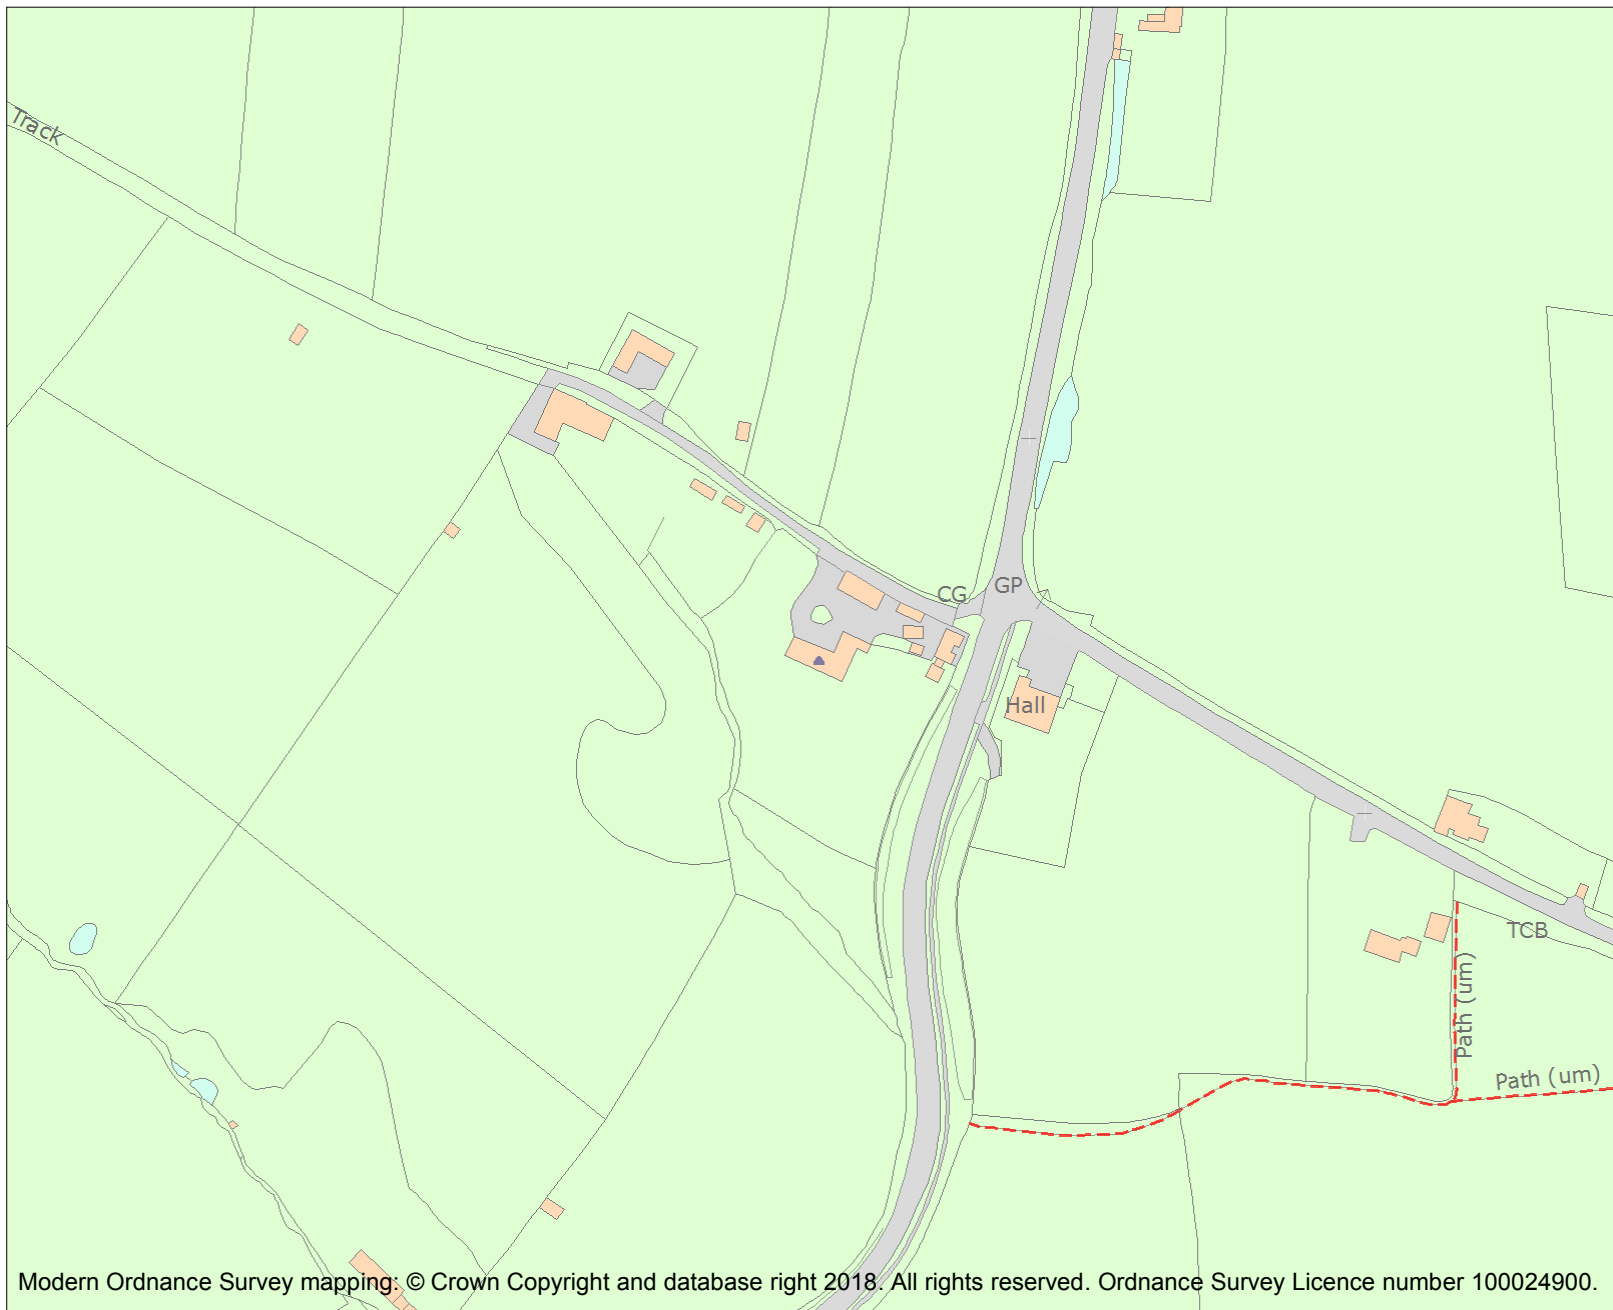 Track
CG
GP
Hall
TCB
Path (um)
Path (um)
Modern Ordnance Survey mapping: © Crown Copyright and database right 2018. All rights reserved. Ordnance Survey Licence number 100024900.